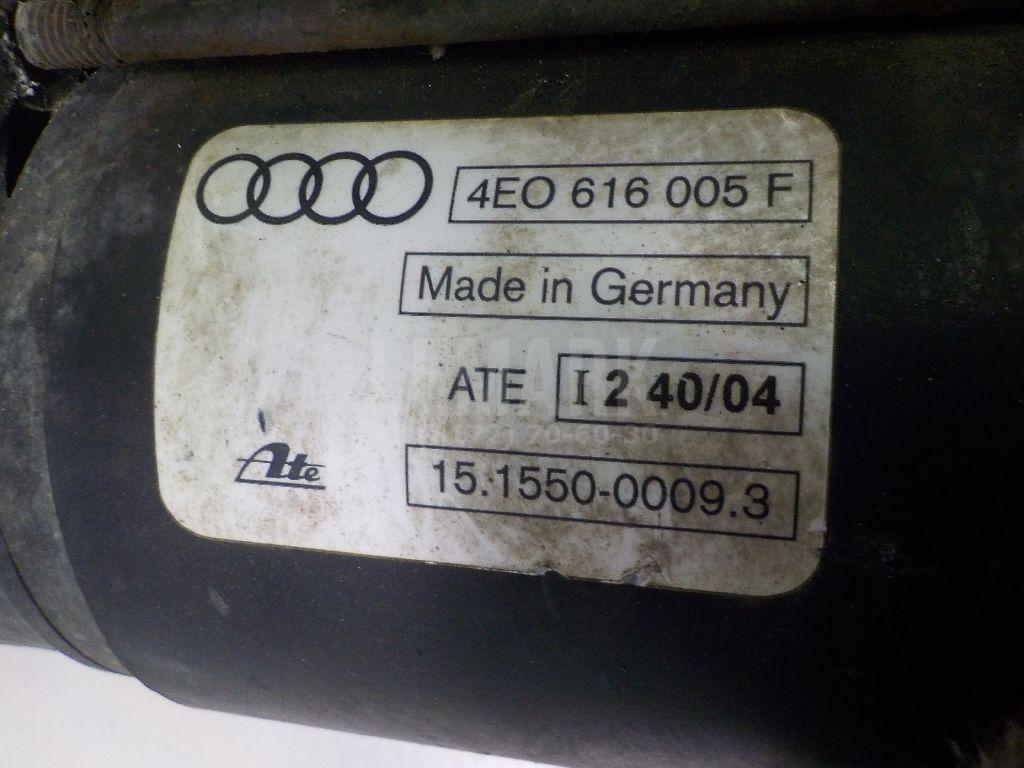 4EO 616 005 F
Made in Germany
ATE I 2 40/04
Ate
15.1550-0009.3